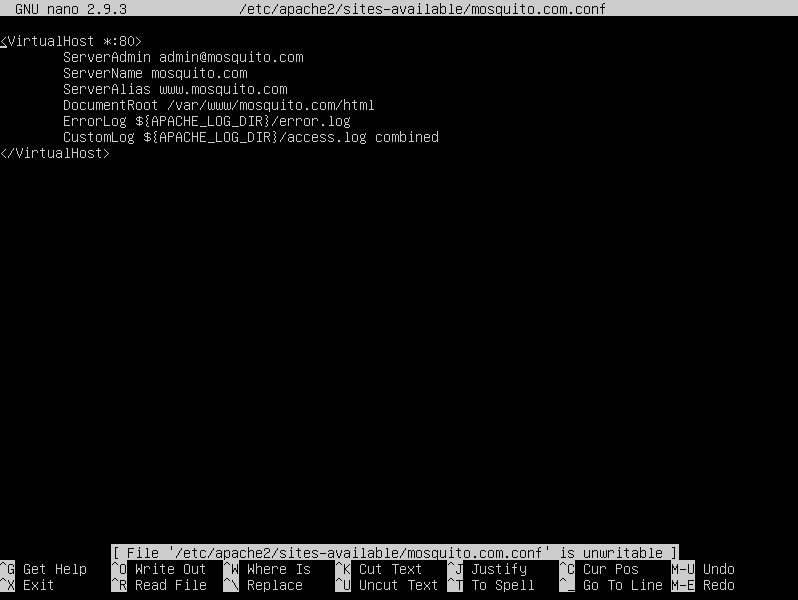 GNU nano 2.9.3 /etc/apache2/sites-available/mosquito.com.conf
<VirtualHost *:80>
ServerAdmin admin@mosquito.com
ServerName mosquito.com
ServerAlias www.mosquito.com
DocumentRoot /var/www/mosquito.com/html
ErrorLog ${APACHE_LOG_DIR}/error.log
CustomLog ${APACHE_LOG_DIR}/access.log combined
</VirtualHost>
[ File '/etc/apache2/sites-available/mosquito.com.conf' is unwritable ]
^G Get Help ^O Write Out ^W Where Is ^K Cut Text ^J Justify ^C Cur Pos M-U Undo
^X Exit ^R Read File ^\ Replace ^U Uncut Text ^T To Spell ^_ Go To Line M-E Redo